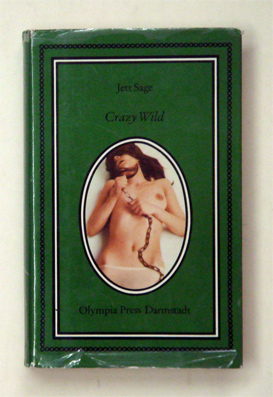 Jett Sage
Crazy Wild
Olympia Press Darmstadt